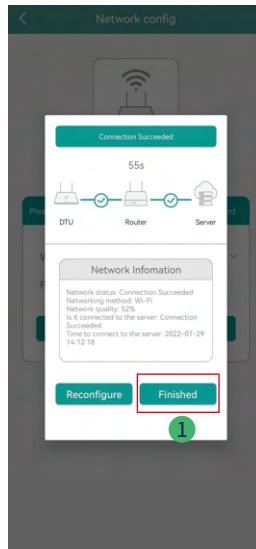 Network config
Connection Succeeded
55s
DTU Router Server
Network Infomation
Network status: Connection Succeeded
Networking method: Wi-Fi
Network quality: 52%
Is it connected to the server: Connection
Succeeded
Time to connect to the server: 2022-07-29
14:12:18
Reconfigure Finished
1